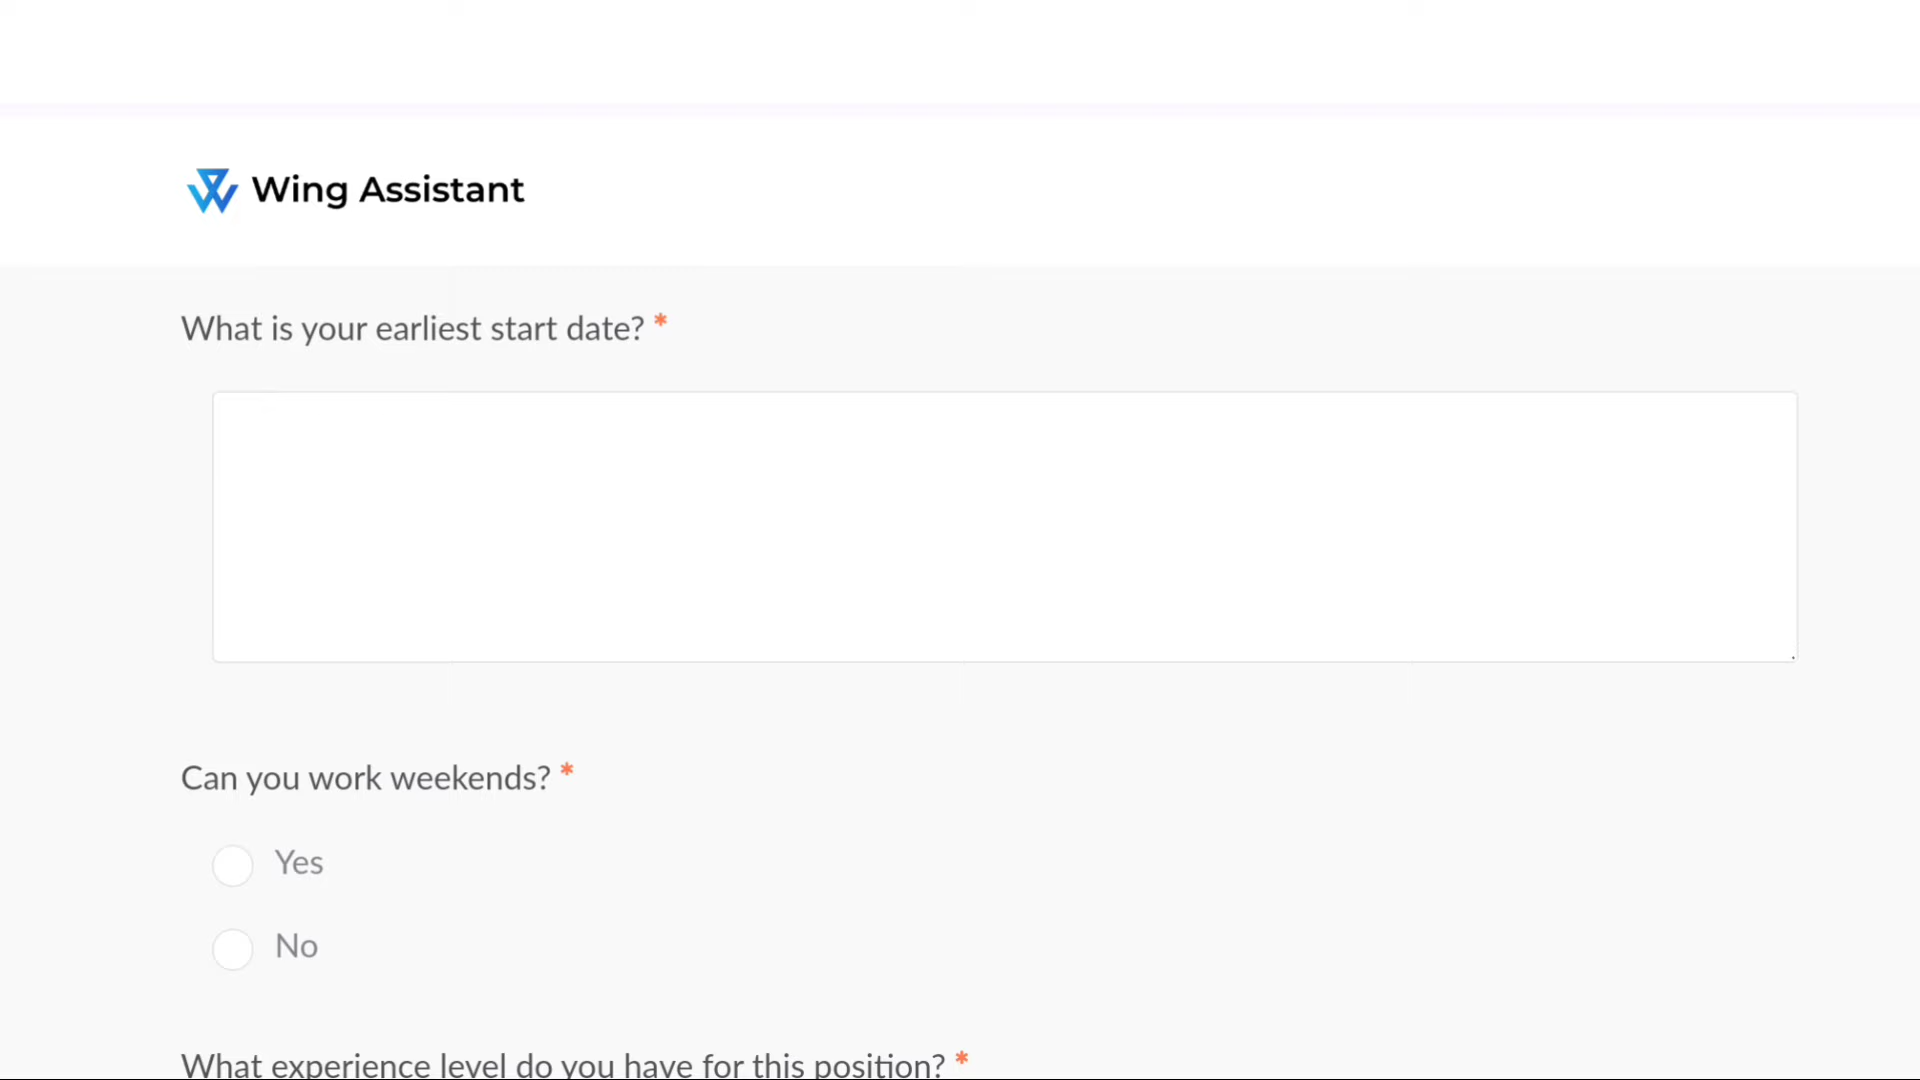 Wing Assistant
What is your earliest start date? *
Can you work weekends? *
Yes
No
What experience level do you have for this position? *